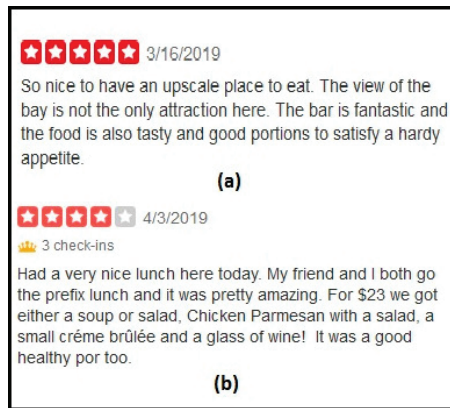 3/16/2019
So nice to have an upscale place to eat. The view of the
bay is not the only attraction here. The bar is fantastic and
the food is also tasty and good portions to satisfy a hardy
appetite.
(a)
4/3/2019
3 check-ins
Had a very nice lunch here today. My friend and I both go
the prefix lunch and it was pretty amazing. For $23 we got
either a soup or salad, Chicken Parmesan with a salad, a
small créme brûlée and a glass of wine! It was a good
healthy por too.
(b)